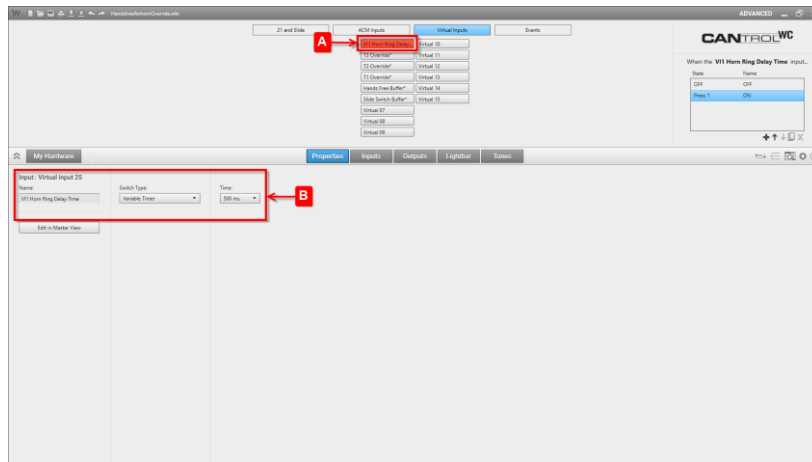 HandsfreeAirhornOverride.wln
ADVANCED
Z1 and Slide
ACM Inputs
Virtual Inputs
Events
A
VI1 Horn Ring Delay...
Virtual 10
T3 Override*
Virtual 11
T2 Override*
Virtual 12
T1 Override*
Virtual 13
Hands Free Buffer*
Virtual 14
Slide Switch Buffer*
Virtual 15
Virtual 07
Virtual 08
Virtual 09
CANTROLWC
When the VI1 Horn Ring Delay Time input...
State
Name
OFF
OFF
Press 1
ON
My Hardware
Properties
Inputs
Outputs
Lightbar
Tones
Input: Virtual Input 25
Name:
Switch Type:
Time:
VI1 Horn Ring Delay Time
Variable Timer
300 ms
B
Edit in Master View